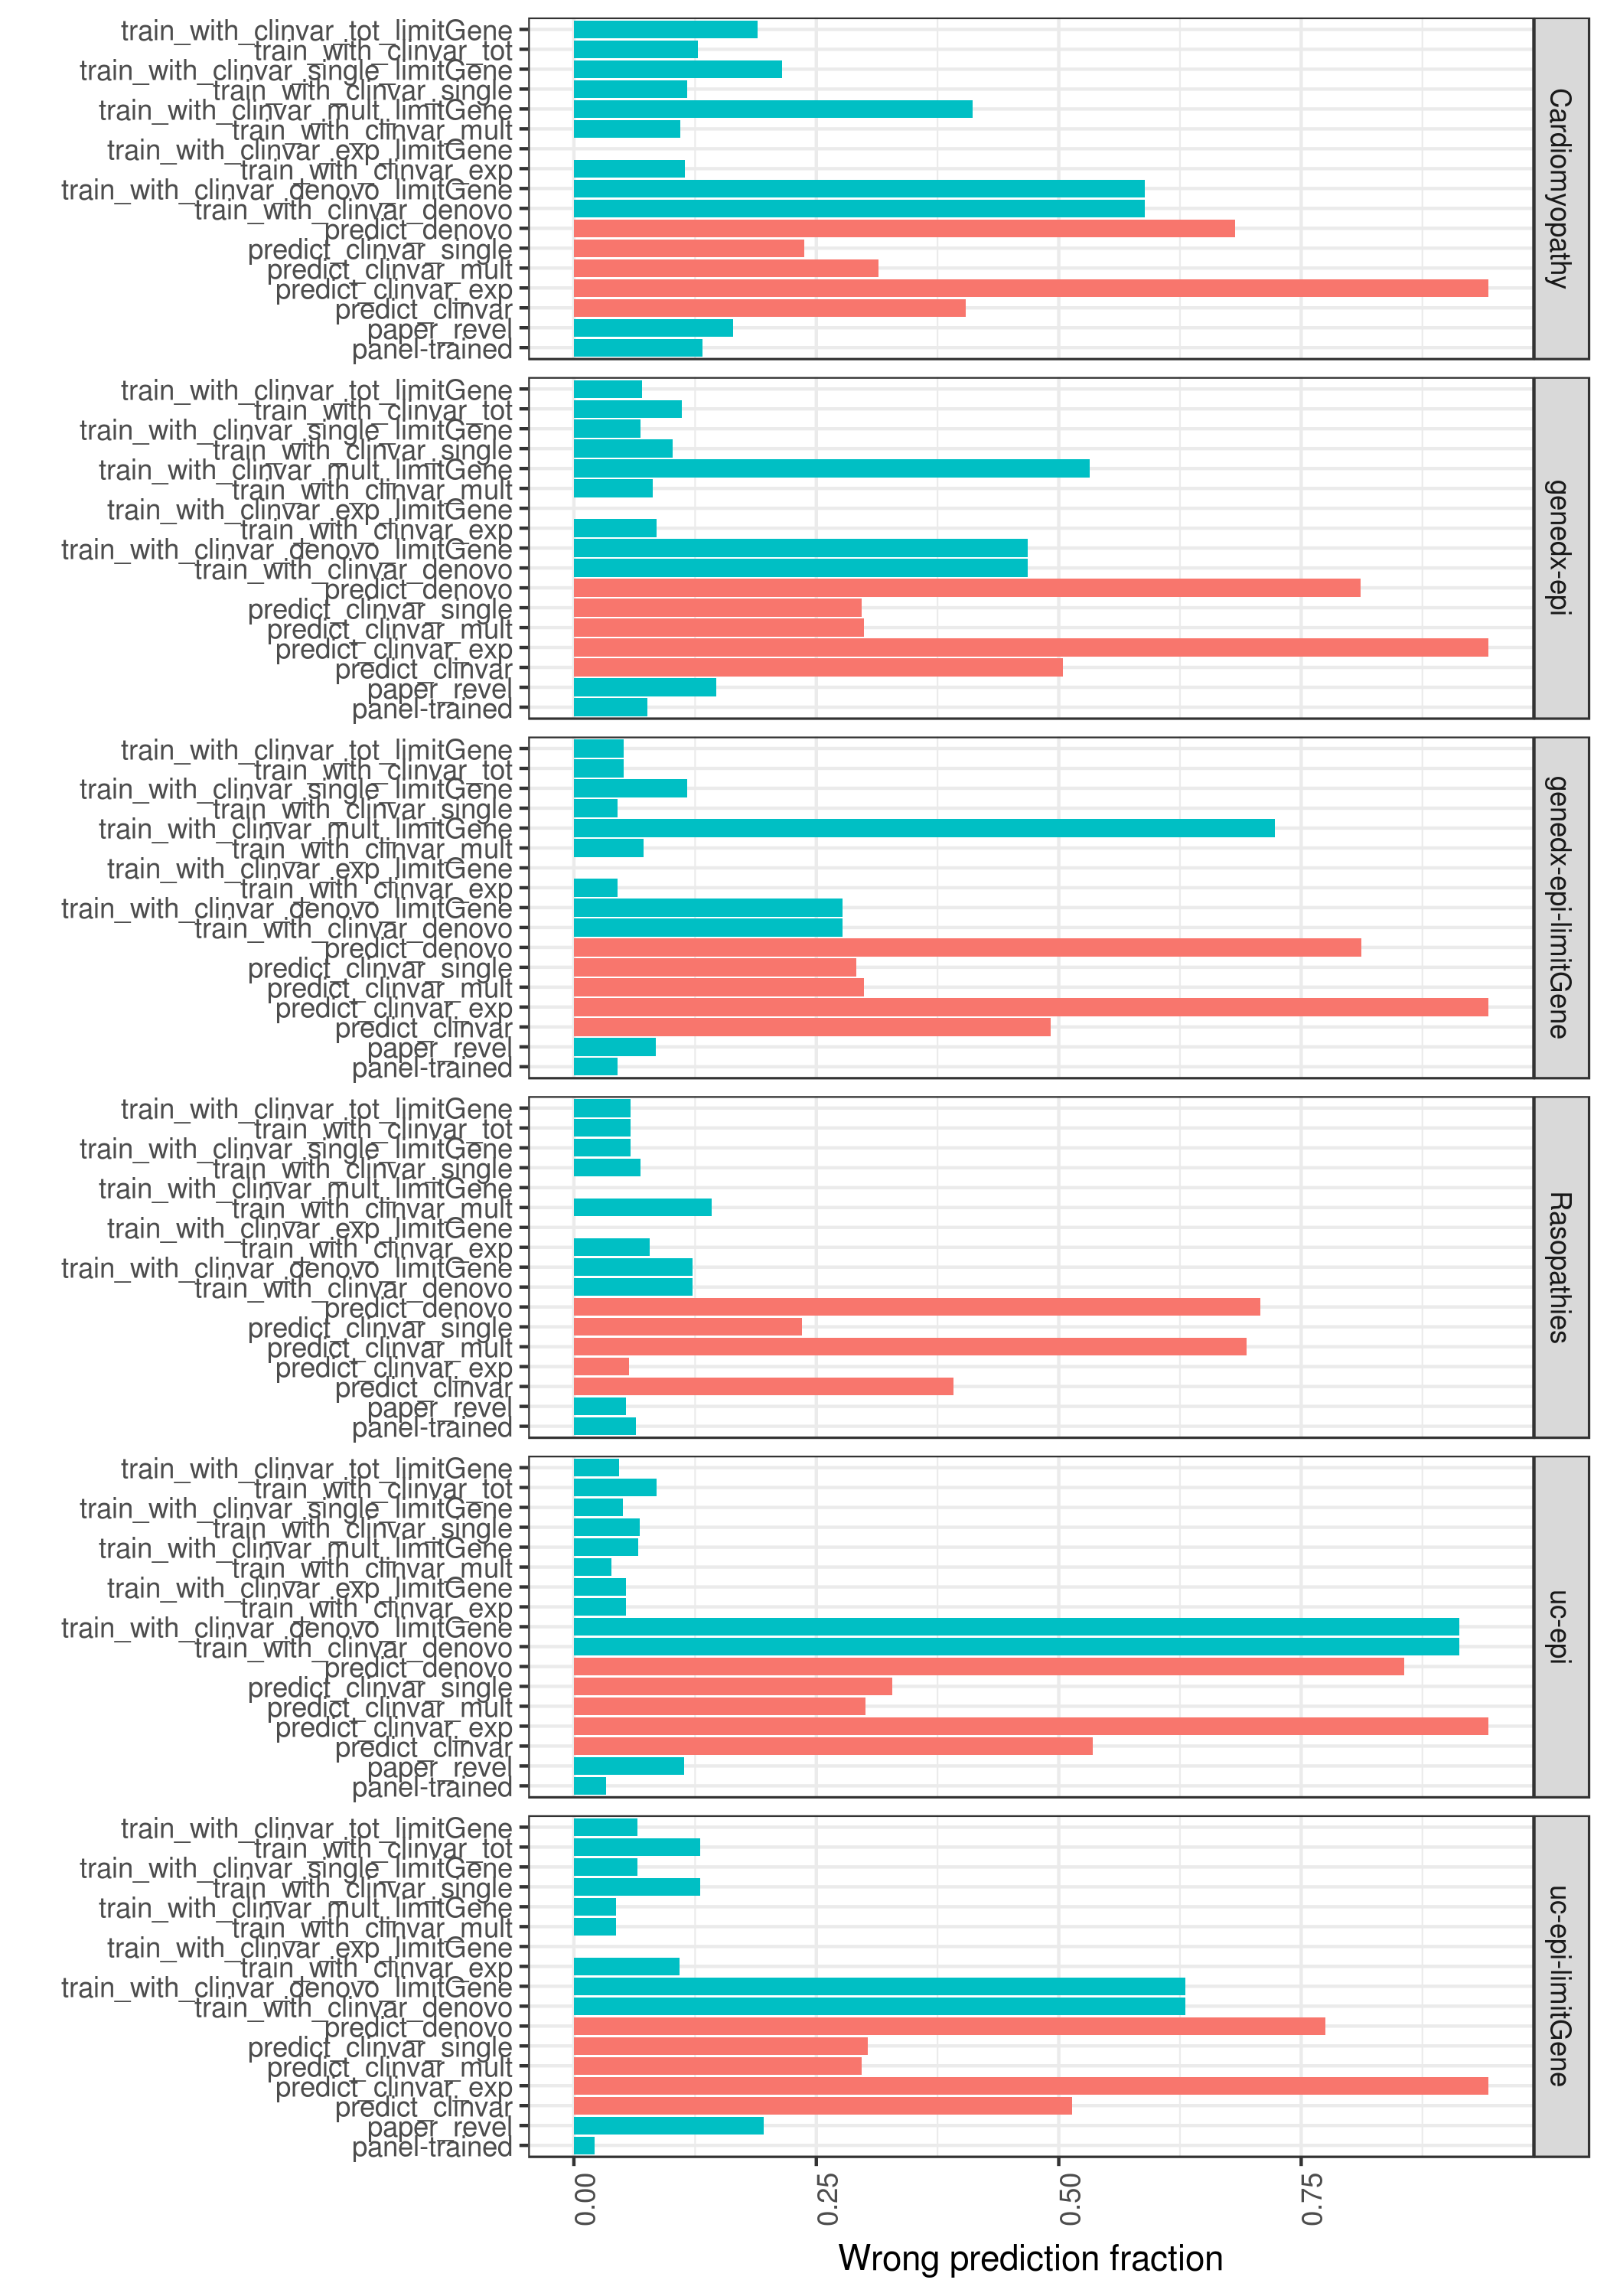 train_with_clinvar_tot_limitGene
train_with_clinvar_tot
train_with_clinvar_single_limitGene
train_with_clinvar_single
train_with_clinvar_mult_limitGene
train_with_clinvar_mult
train_with_clinvar_exp_limitGene
train_with_clinvar_exp
train_with_clinvar_denovo_limitGene
train_with_clinvar_denovo
predict_denovo
predict_clinvar_single
predict_clinvar_mult
predict_clinvar_exp
predict_clinvar
paper_revel
panel-trained
Cardiomyopathy
train_with_clinvar_tot_limitGene
train_with_clinvar_tot
train_with_clinvar_single_limitGene
train_with_clinvar_single
train_with_clinvar_mult_limitGene
train_with_clinvar_mult
train_with_clinvar_exp_limitGene
train_with_clinvar_exp
train_with_clinvar_denovo_limitGene
train_with_clinvar_denovo
predict_denovo
predict_clinvar_single
predict_clinvar_mult
predict_clinvar_exp
predict_clinvar
paper_revel
panel-trained
genedx-epi
train_with_clinvar_tot_limitGene
train_with_clinvar_tot
train_with_clinvar_single_limitGene
train_with_clinvar_single
train_with_clinvar_mult_limitGene
train_with_clinvar_mult
train_with_clinvar_exp_limitGene
train_with_clinvar_exp
train_with_clinvar_denovo_limitGene
train_with_clinvar_denovo
predict_denovo
predict_clinvar_single
predict_clinvar_mult
predict_clinvar_exp
predict_clinvar
paper_revel
panel-trained
genedx-epi-limitGene
train_with_clinvar_tot_limitGene
train_with_clinvar_tot
train_with_clinvar_single_limitGene
train_with_clinvar_single
train_with_clinvar_mult_limitGene
train_with_clinvar_mult
train_with_clinvar_exp_limitGene
train_with_clinvar_exp
train_with_clinvar_denovo_limitGene
train_with_clinvar_denovo
predict_denovo
predict_clinvar_single
predict_clinvar_mult
predict_clinvar_exp
predict_clinvar
paper_revel
panel-trained
Rasopathies
train_with_clinvar_tot_limitGene
train_with_clinvar_tot
train_with_clinvar_single_limitGene
train_with_clinvar_single
train_with_clinvar_mult_limitGene
train_with_clinvar_mult
train_with_clinvar_exp_limitGene
train_with_clinvar_exp
train_with_clinvar_denovo_limitGene
train_with_clinvar_denovo
predict_denovo
predict_clinvar_single
predict_clinvar_mult
predict_clinvar_exp
predict_clinvar
paper_revel
panel-trained
uc-epi
train_with_clinvar_tot_limitGene
train_with_clinvar_tot
train_with_clinvar_single_limitGene
train_with_clinvar_single
train_with_clinvar_mult_limitGene
train_with_clinvar_mult
train_with_clinvar_exp_limitGene
train_with_clinvar_exp
train_with_clinvar_denovo_limitGene
train_with_clinvar_denovo
predict_denovo
predict_clinvar_single
predict_clinvar_mult
predict_clinvar_exp
predict_clinvar
paper_revel
panel-trained
uc-epi-limitGene
0.00
0.25
0.50
0.75
Wrong prediction fraction